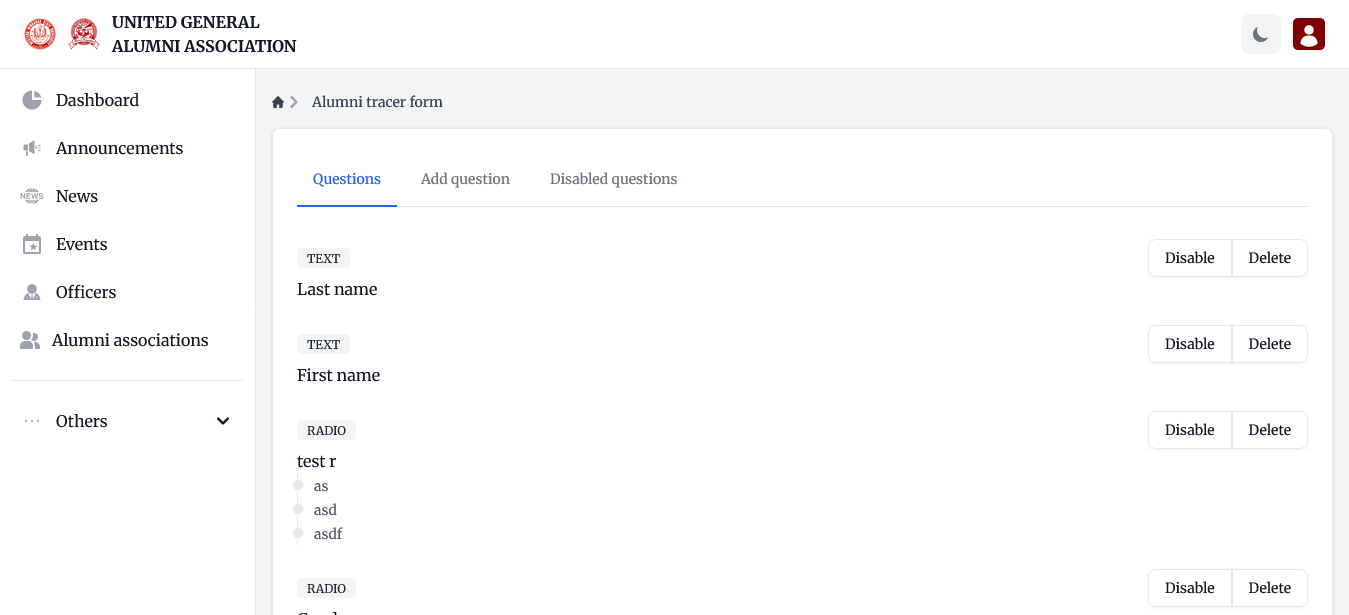 UNITED GENERAL
ALUMNI ASSOCIATION
Dashboard
Announcements
NEWS
News
Events
Officers
Alumni associations
Others
Alumni tracer form
Questions
Add question
Disabled questions
TEXT
Disable
Delete
Last name
TEXT
Disable
Delete
First name
RADIO
Disable
Delete
test r
as
asd
asdf
RADIO
Disable
Delete